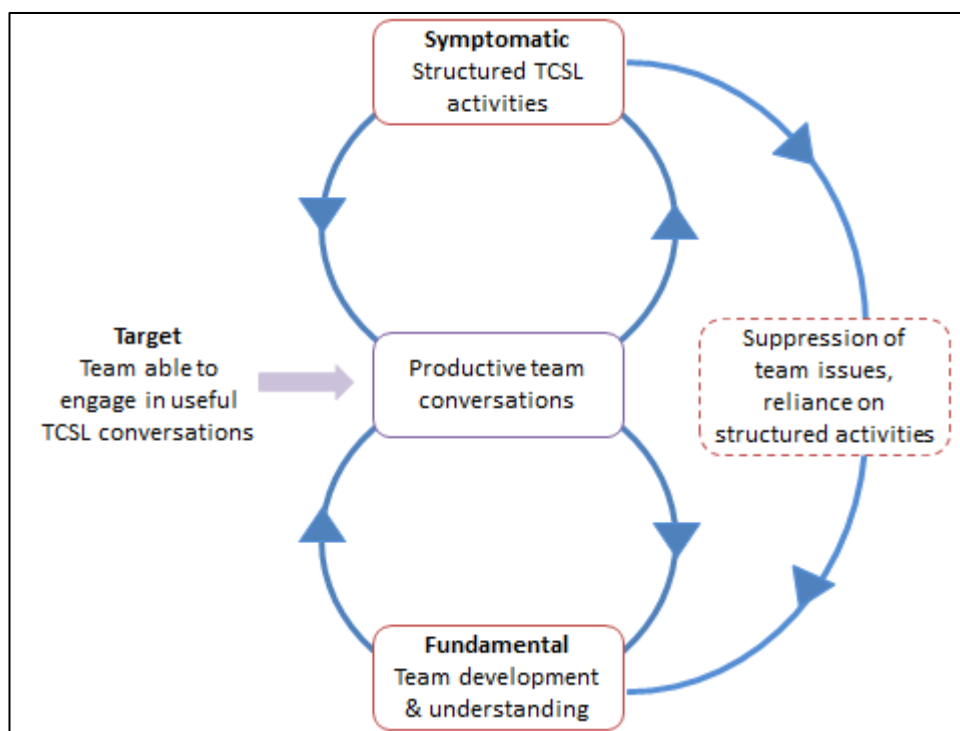 Symptomatic
Structured TCSL
activities
Target
Team able to
engage in useful
TCSL conversations
Productive team
conversations
Suppression of
team issues,
reliance on
structured activities
Fundamental
Team development
& understanding